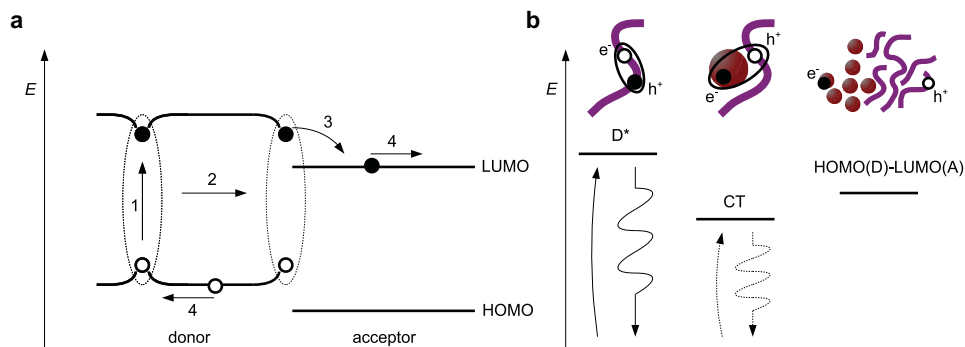 a
E
1
2
3
4
4
LUMO
HOMO
donor
acceptor
b
E
e-
h+
D*
h+
e-
CT
e-
h+
HOMO(D)-LUMO(A)